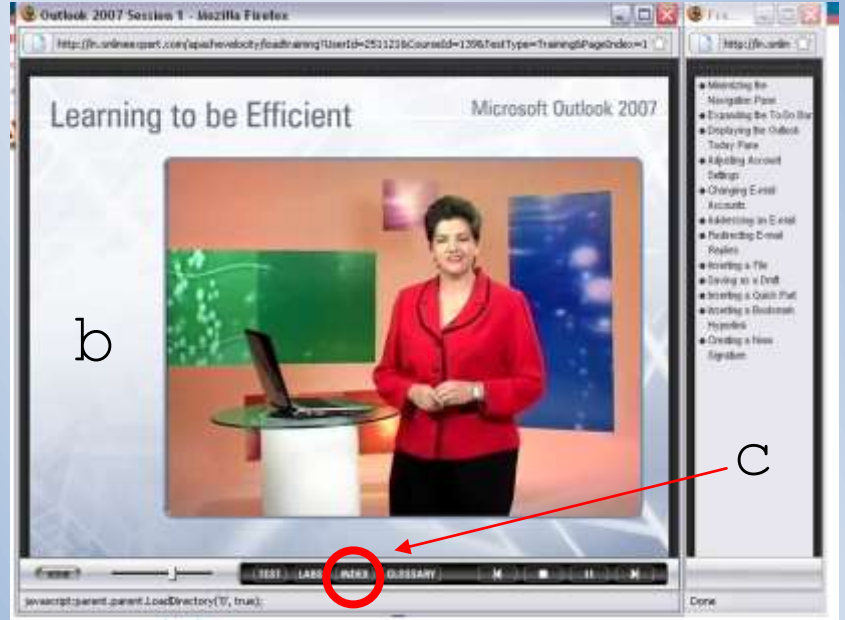 Outlook 2007 Session 1 - Mozilla Firefox
Learning to be Efficient
Microsoft Outlook 2007
b
c
TEST LABS INDEX GLOSSARY
javascript:parent.parent.LoadDirectory('0', true);
Minimizing the
Navigation Pane
Expanding the To-Do Bar
Displaying the Outlook
Today Pane
Adjusting Account
Settings
Changing E-mail
Accounts
Addressing an E-mail
Redirecting E-mail
Replies
Inserting a File
Saving as a Draft
Inserting a Quick Part
Inserting a Bookmark
Hyperlink
Creating a New
Signature
Done